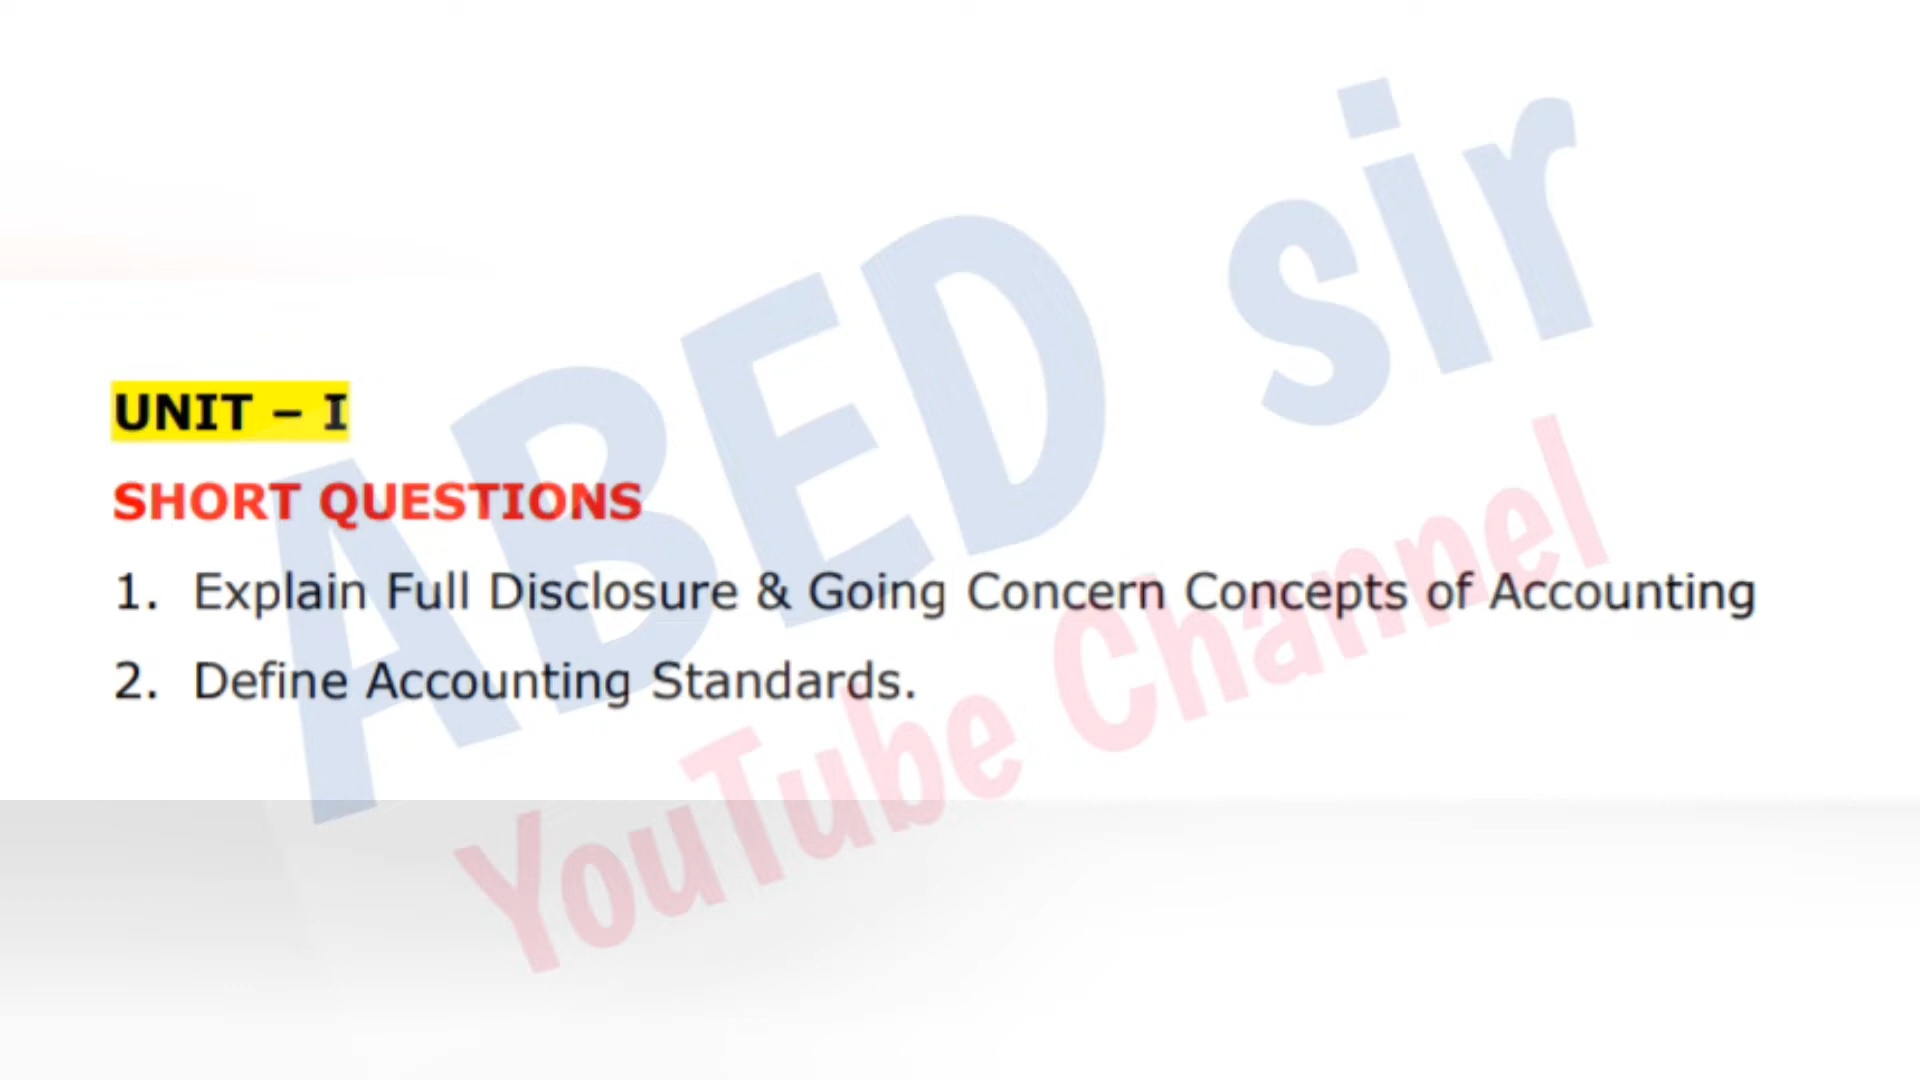 UNIT – I
SHORT QUESTIONS
1. Explain Full Disclosure & Going Concern Concepts of Accounting
2. Define Accounting Standards.
ABED sir
YouTube Channel